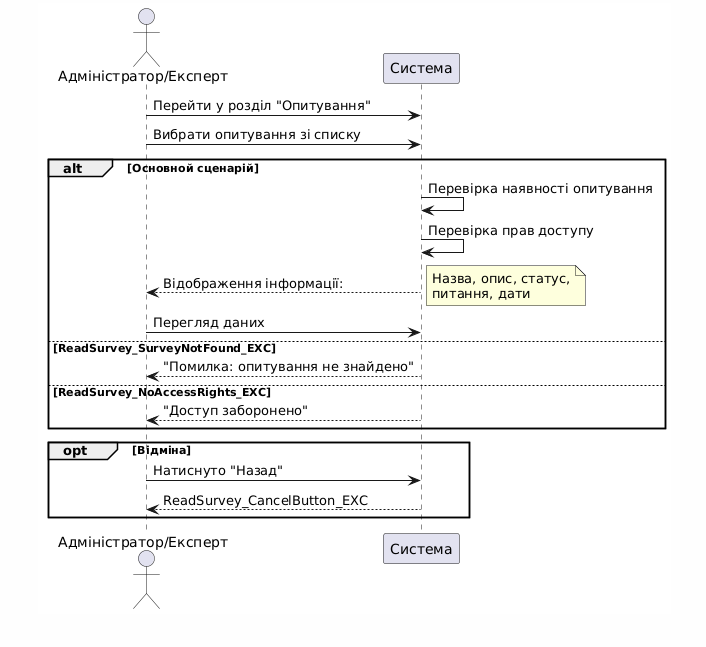 Адміністратор/Експерт
Система
Перейти у розділ "Опитування"
Вибрати опитування зі списку
alt
[Основной сценарій]
Перевірка наявності опитування
Перевірка прав доступу
Відображення інформації:
Назва, опис, статус,
питання, дати
Перегляд даних
[ReadSurvey_SurveyNotFound_EXC]
"Помилка: опитування не знайдено"
[ReadSurvey_NoAccessRights_EXC]
"Доступ заборонено"
opt
[Відміна]
Натиснуто "Назад"
ReadSurvey_CancelButton_EXC
Адміністратор/Експерт
Система